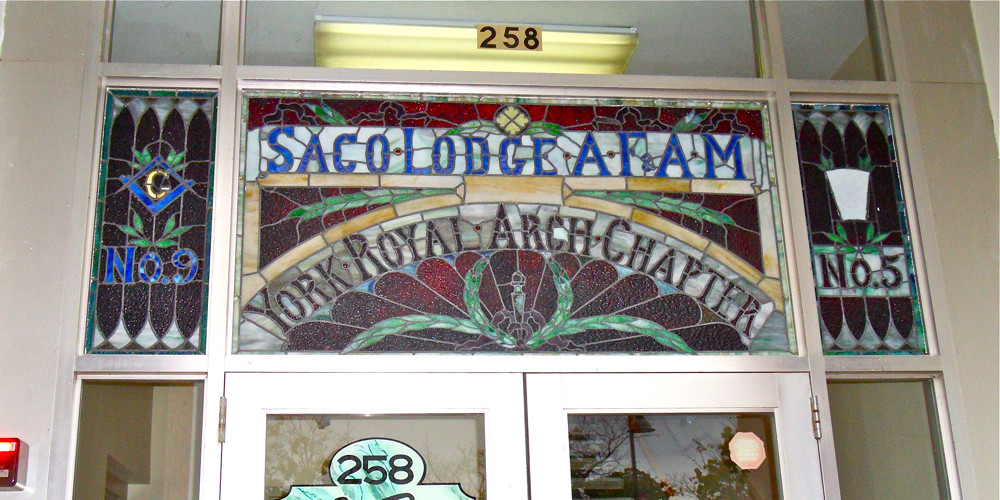 258
SACO LODGE A F & A M
G
No. 9
YORK ROYAL ARCH CHAPTER
No. 5
258